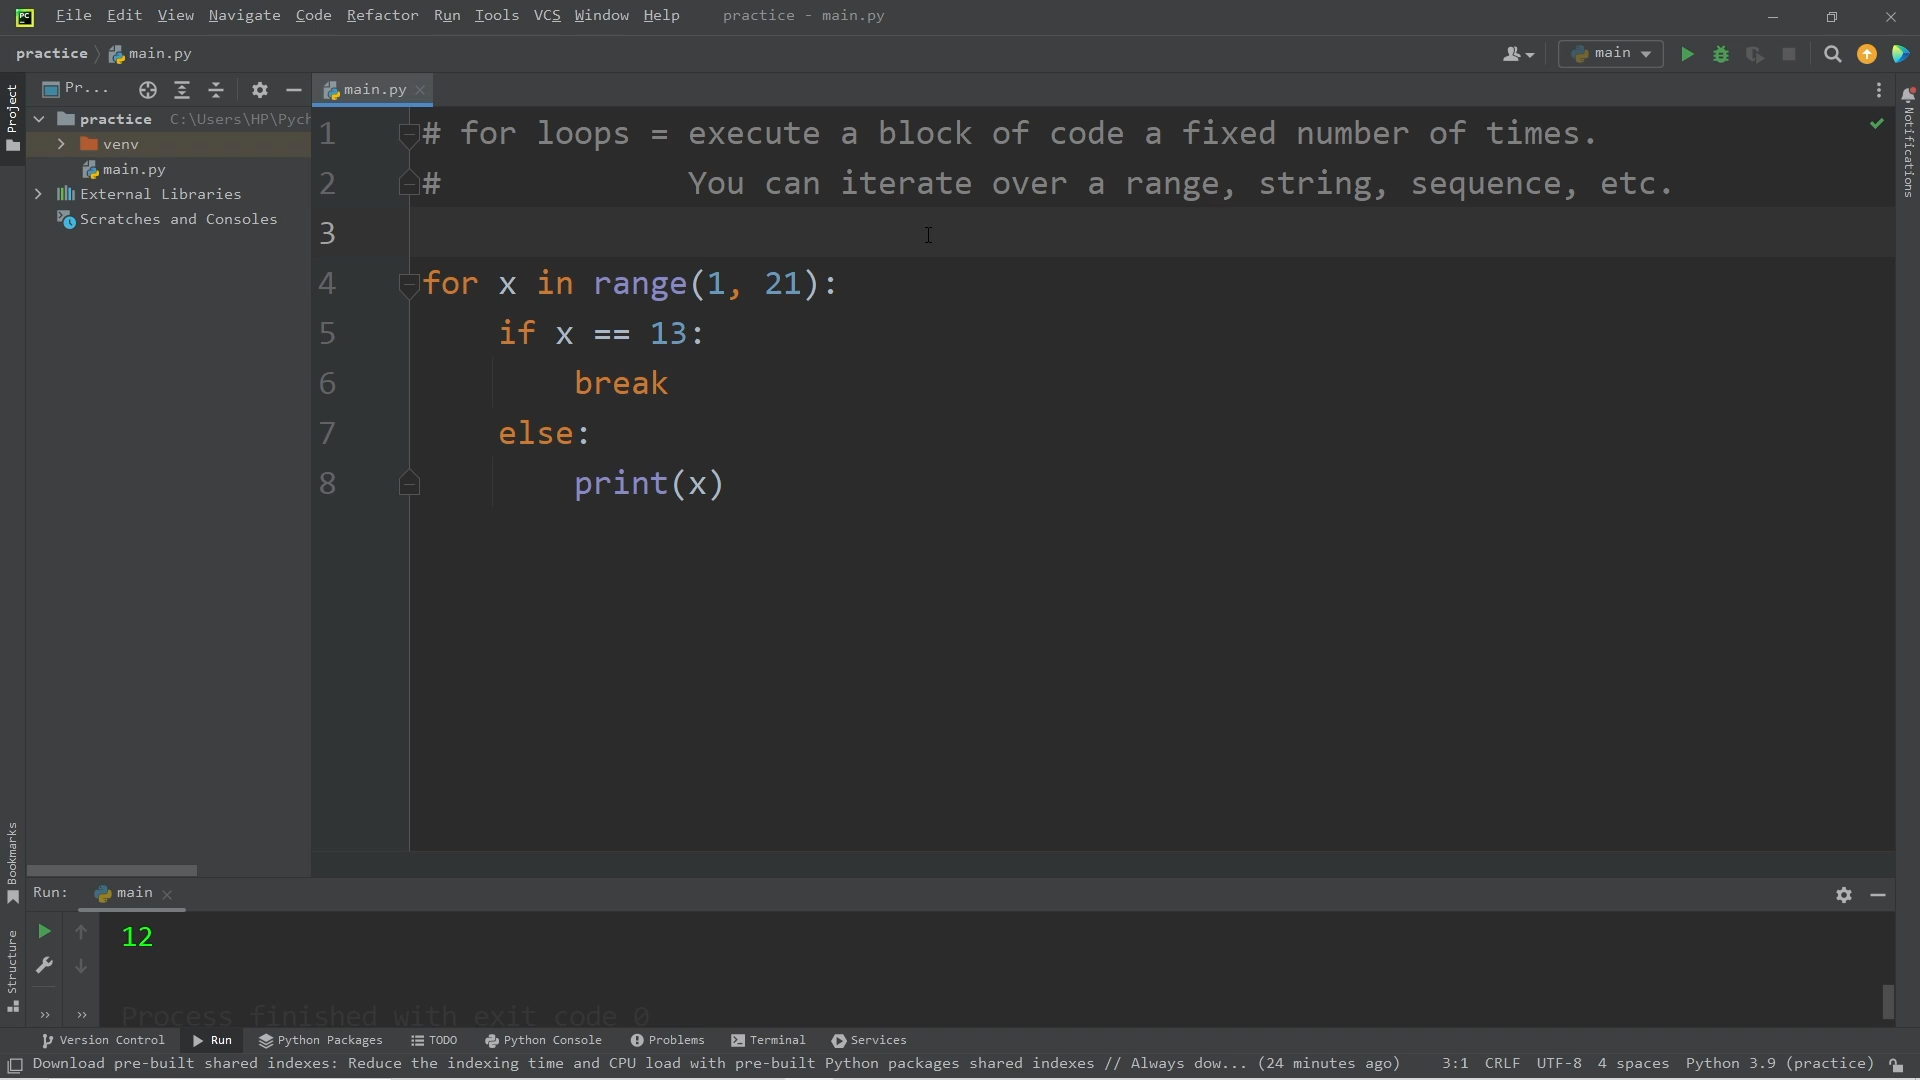 PC File Edit View Navigate Code Refactor Run Tools VCS Window Help practice - main.py
practice main.py main
Project Pr... main.py
practice C:\Users\HP\Pych
venv
main.py
External Libraries
Scratches and Consoles
Notifications
1 # for loops = execute a block of code a fixed number of times.
2 # You can iterate over a range, string, sequence, etc.
3
4 for x in range(1, 21):
5 if x == 13:
6 break
7 else:
8 print(x)
Bookmarks
Structure
Run: main
12
Process finished with exit code 0
Version Control Run Python Packages TODO Python Console Problems Terminal Services
Download pre-built shared indexes: Reduce the indexing time and CPU load with pre-built Python packages shared indexes // Always dow... (24 minutes ago) 3:1 CRLF UTF-8 4 spaces Python 3.9 (practice)